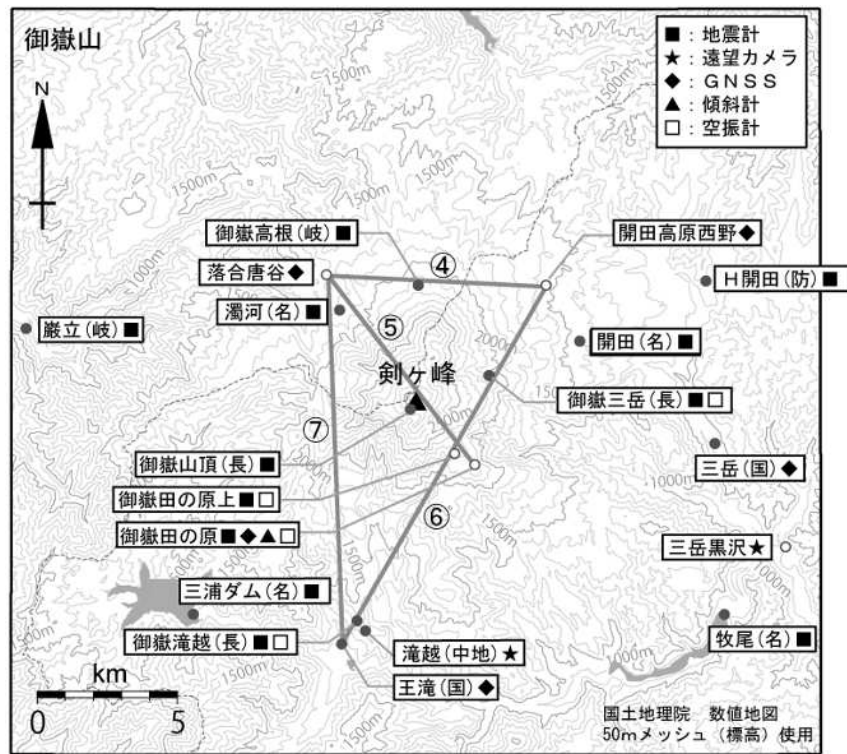 御嶽山
■：地震計
★：遠望カメラ
◆：ＧＮＳＳ
▲：傾斜計
□：空振計
N
1500m
1500m
1500m
御嶽高根（岐）■
開田高原西野◆
1000m
落合唐谷◆
④
Ｈ開田（防）■
濁河（名）■
巌立（岐）■
⑤
2000m
開田（名）■
剣ヶ峰
御嶽三岳（長）■□
⑦
御嶽山頂（長）■
三岳（国）◆
1000m
御嶽田の原上■□
⑥
御嶽田の原■◆▲□
1500m
三岳黒沢★
1000m
三浦ダム（名）■
御嶽滝越（長）■□
滝越（中地）★
牧尾（名）■
1000m
王滝（国）◆
km
0 5
1500m
国土地理院　数値地図
50mメッシュ（標高）使用